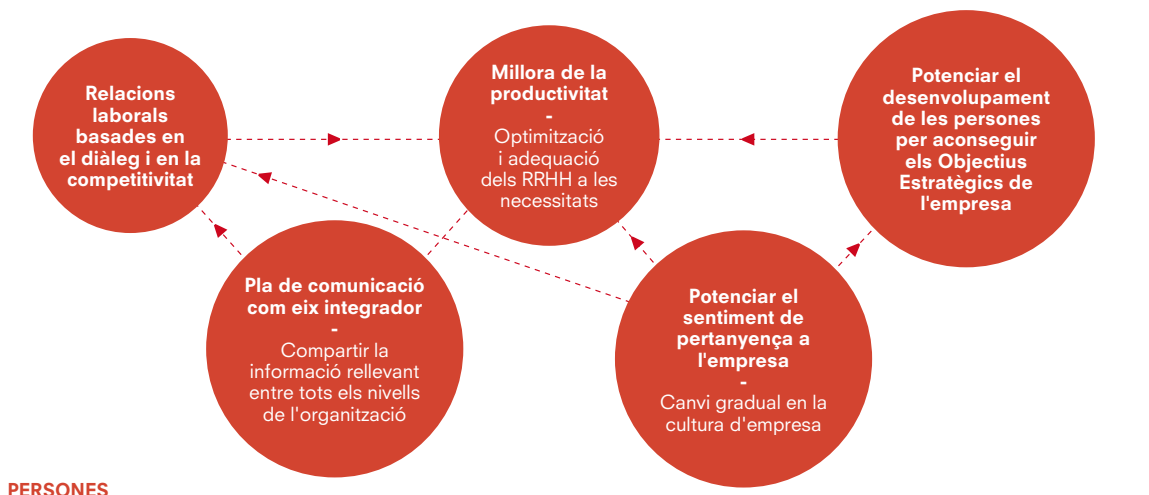 Relacions
laborals
basades en
el diàleg i en la
competitivitat
Millora de la
productivitat
-
Optimització
i adequació
dels RRHH a les
necessitats
Potenciar el
desenvolupament
de les persones
per aconseguir
els Objectius
Estratègics de
l'empresa
Pla de comunicació
com eix integrador
-
Compartir la
informació rellevant
entre tots els nivells
de l'organització
Potenciar el
sentiment de
pertanyença a
l'empresa
-
Canvi gradual en la
cultura d'empresa
PERSONES